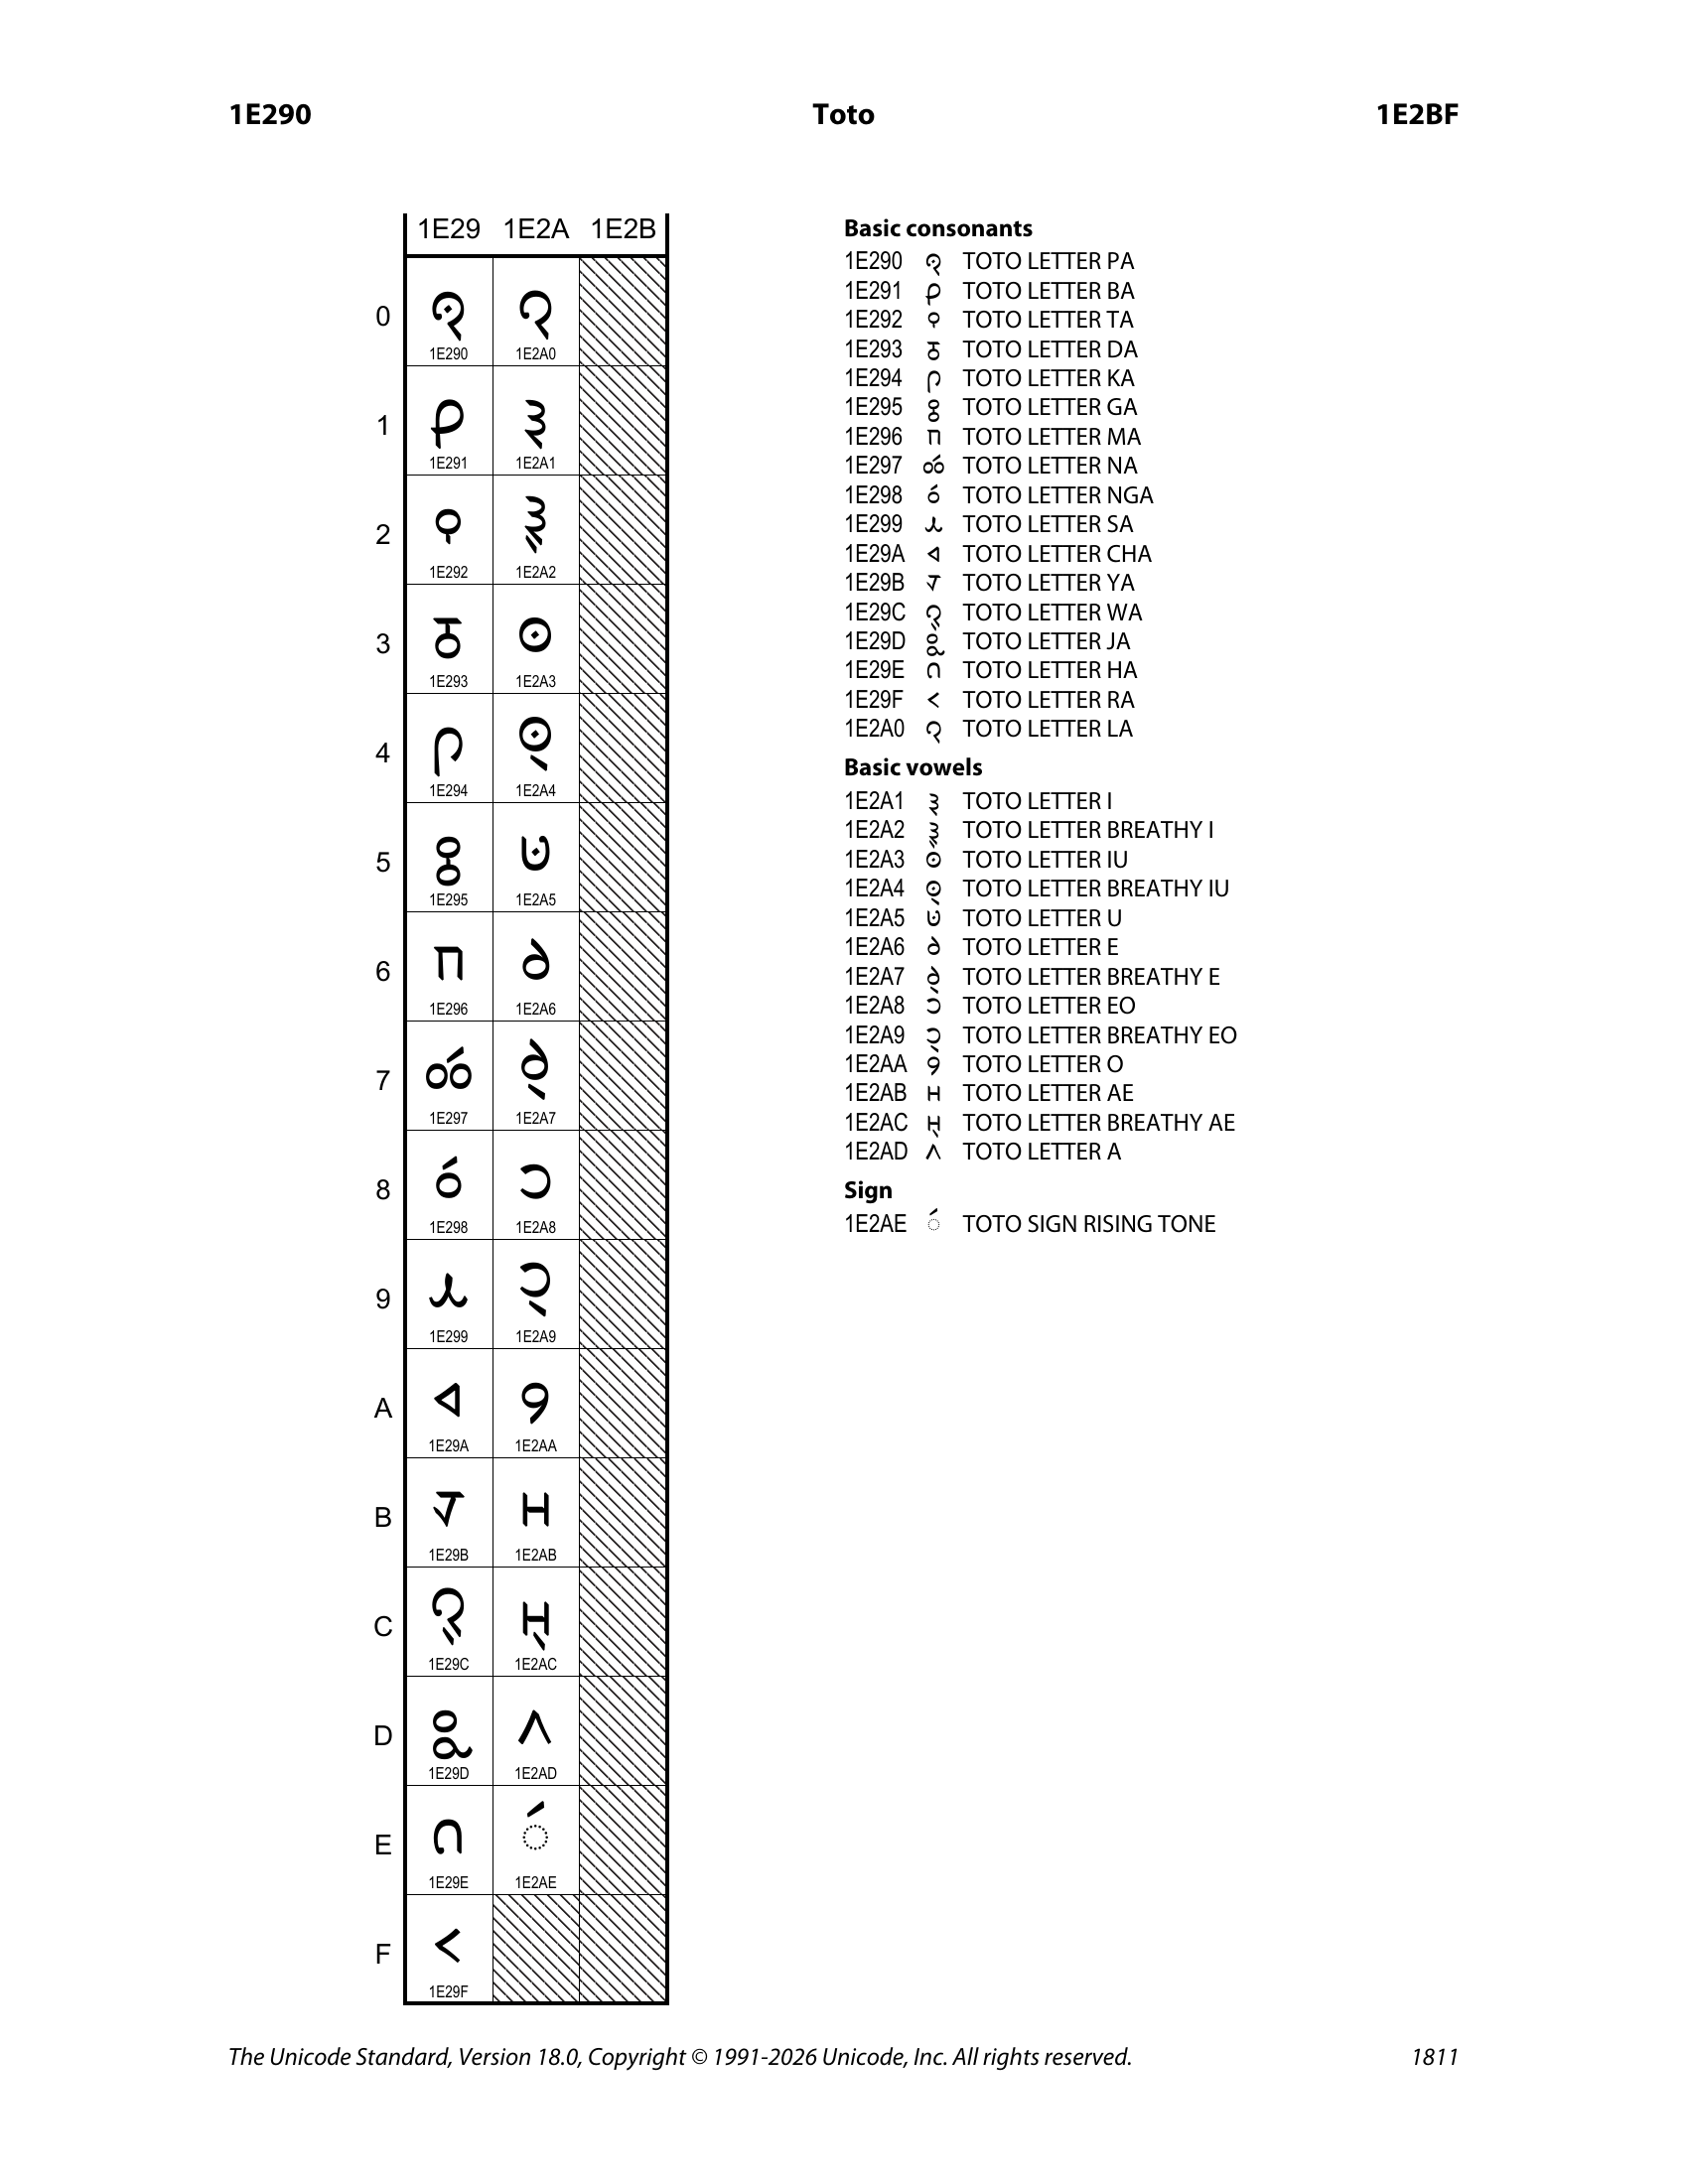 1E290 Toto 1E2BF
1E29 1E2A 1E2B
0 𞊐 𞊠
1E290 1E2A0
1 𞊑 𞊡
1E291 1E2A1
2 𞊒 𞊢
1E292 1E2A2
3 𞊓 𞊣
1E293 1E2A3
4 𞊔 𞊤
1E294 1E2A4
5 𞊕 𞊥
1E295 1E2A5
6 𞊖 𞊦
1E296 1E2A6
7 𞊗 𞊧
1E297 1E2A7
8 𞊘 𞊨
1E298 1E2A8
9 𞊙 𞊩
1E299 1E2A9
A 𞊚 𞊪
1E29A 1E2AA
B 𞊛 𞊫
1E29B 1E2AB
C 𞊜 𞊬
1E29C 1E2AC
D 𞊝 𞊭
1E29D 1E2AD
E 𞊞 ◌𞊮
1E29E 1E2AE
F 𞊟
1E29F
Basic consonants
1E290 𞊐 TOTO LETTER PA
1E291 𞊑 TOTO LETTER BA
1E292 𞊒 TOTO LETTER TA
1E293 𞊓 TOTO LETTER DA
1E294 𞊔 TOTO LETTER KA
1E295 𞊕 TOTO LETTER GA
1E296 𞊖 TOTO LETTER MA
1E297 𞊗 TOTO LETTER NA
1E298 𞊘 TOTO LETTER NGA
1E299 𞊙 TOTO LETTER SA
1E29A 𞊚 TOTO LETTER CHA
1E29B 𞊛 TOTO LETTER YA
1E29C 𞊜 TOTO LETTER WA
1E29D 𞊝 TOTO LETTER JA
1E29E 𞊞 TOTO LETTER HA
1E29F 𞊟 TOTO LETTER RA
1E2A0 𞊠 TOTO LETTER LA
Basic vowels
1E2A1 𞊡 TOTO LETTER I
1E2A2 𞊢 TOTO LETTER BREATHY I
1E2A3 𞊣 TOTO LETTER IU
1E2A4 𞊤 TOTO LETTER BREATHY IU
1E2A5 𞊥 TOTO LETTER U
1E2A6 𞊦 TOTO LETTER E
1E2A7 𞊧 TOTO LETTER BREATHY E
1E2A8 𞊨 TOTO LETTER EO
1E2A9 𞊩 TOTO LETTER BREATHY EO
1E2AA 𞊪 TOTO LETTER O
1E2AB 𞊫 TOTO LETTER AE
1E2AC 𞊬 TOTO LETTER BREATHY AE
1E2AD 𞊭 TOTO LETTER A
Sign
1E2AE ◌𞊮 TOTO SIGN RISING TONE
The Unicode Standard, Version 18.0, Copyright © 1991-2026 Unicode, Inc. All rights reserved. 1811